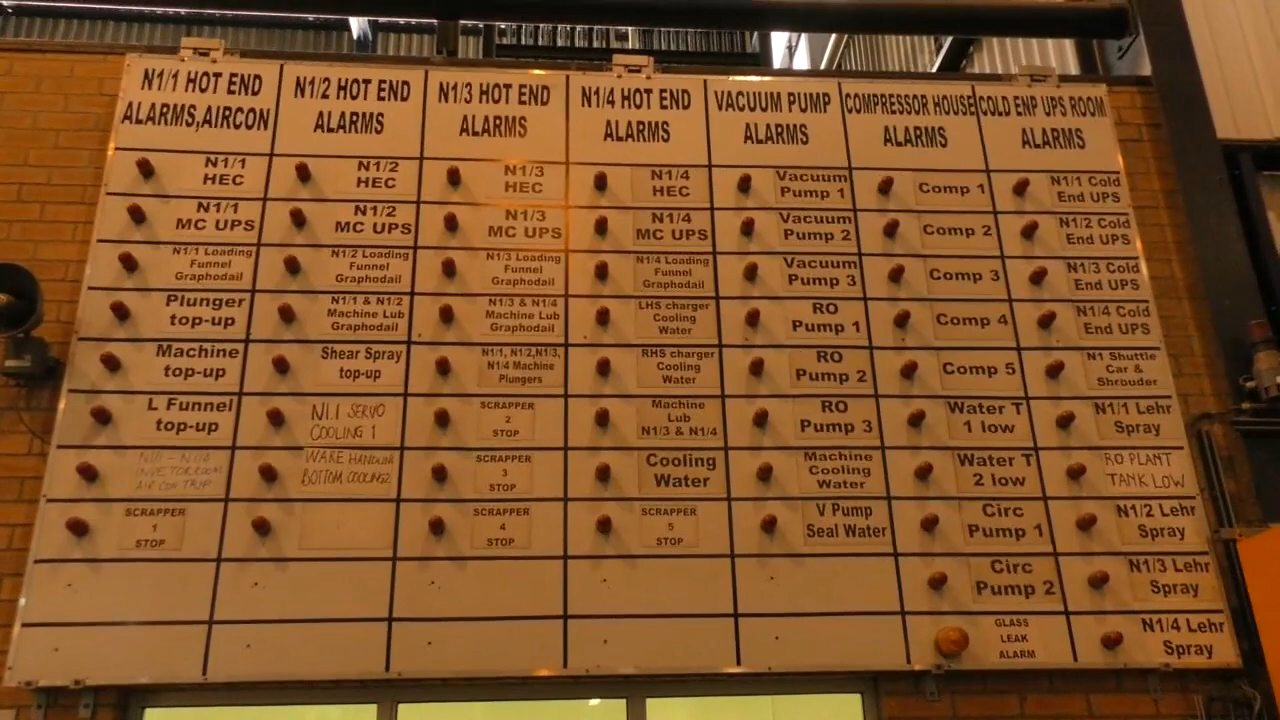 N1/1 HOT END
ALARMS,AIRCON
N1/2 HOT END
ALARMS
N1/3 HOT END
ALARMS
N1/4 HOT END
ALARMS
VACUUM PUMP
ALARMS
COMPRESSOR HOUSE
ALARMS
COLD ENP UPS ROOM
ALARMS
N1/1
HEC
N1/2
HEC
N1/3
HEC
N1/4
HEC
Vacuum
Pump 1
Comp 1
N1/1 Cold
End UPS
N1/1
MC UPS
N1/2
MC UPS
N1/3
MC UPS
N1/4
MC UPS
Vacuum
Pump 2
Comp 2
N1/2 Cold
End UPS
N1/1 Loading
Funnel
Graphodail
N1/2 Loading
Funnel
Graphodail
N1/3 Loading
Funnel
Graphodail
N1/4 Loading
Funnel
Graphodail
Vacuum
Pump 3
Comp 3
N1/3 Cold
End UPS
Plunger
top-up
N1/1 & N1/2
Machine Lub
Graphodail
N1/3 & N1/4
Machine Lub
Graphodail
LHS charger
Cooling
Water
RO
Pump 1
Comp 4
N1/4 Cold
End UPS
Machine
top-up
Shear Spray
top-up
N1/1, N1/2,N1/3,
N1/4 Machine
Plungers
RHS charger
Cooling
Water
RO
Pump 2
Comp 5
N1 Shuttle
Car &
Shrouder
L Funnel
top-up
N1.1 SERVO
COOLING 1
SCRAPPER
2
STOP
Machine
Lub
N1/3 & N1/4
RO
Pump 3
Water T
1 low
N1/1 Lehr
Spray
N1/1 - N1/4
INVETOR ROOM
AIR CON TRIP
WARE HANDLING
BOTTOM COOLING2
SCRAPPER
3
STOP
Cooling
Water
Machine
Cooling
Water
Water T
2 low
RO PLANT
TANK LOW
SCRAPPER
1
STOP
SCRAPPER
4
STOP
SCRAPPER
5
STOP
V Pump
Seal Water
Circ
Pump 1
N1/2 Lehr
Spray
Circ
Pump 2
N1/3 Lehr
Spray
GLASS
LEAK
ALARM
N1/4 Lehr
Spray